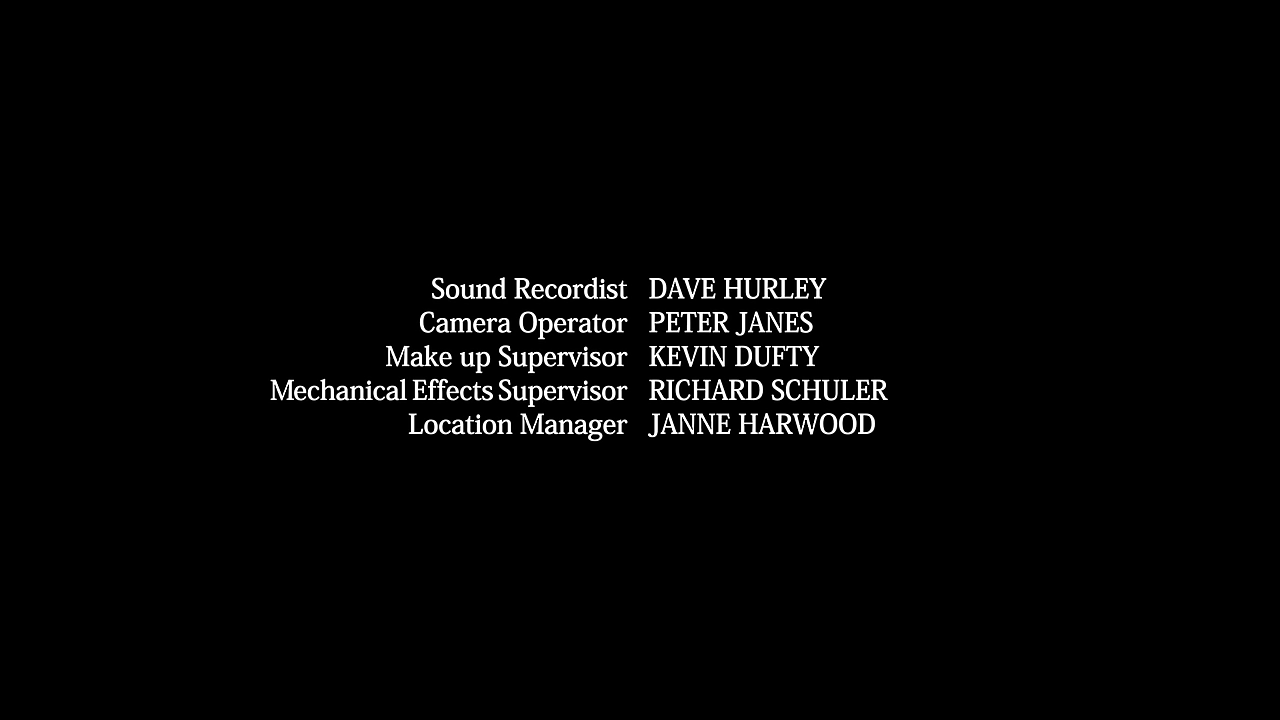 Sound Recordist DAVE HURLEY
Camera Operator PETER JANES
Make up Supervisor KEVIN DUFTY
Mechanical Effects Supervisor RICHARD SCHULER
Location Manager JANNE HARWOOD